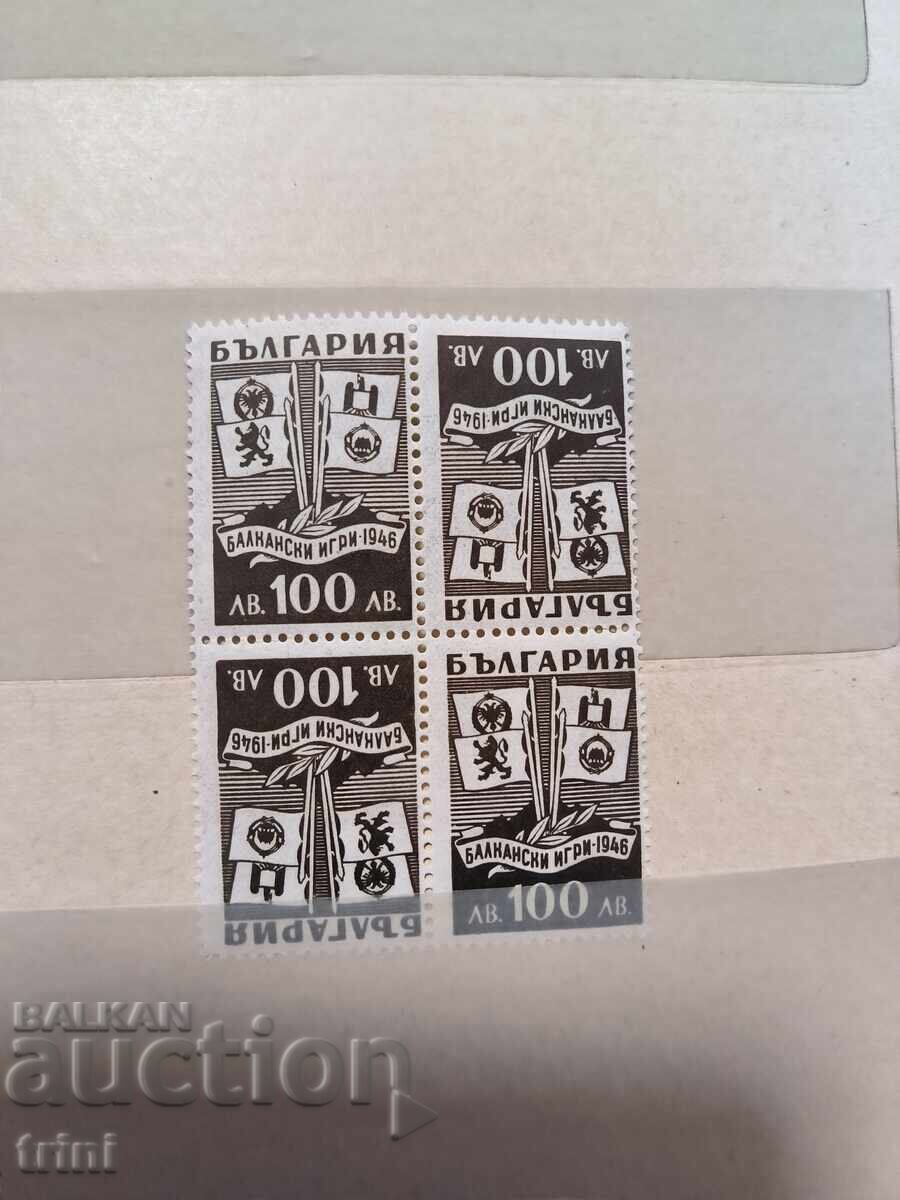 БЪЛГАРИЯ
БАЛКАНСКИ ИГРИ·1946
ЛВ. 100 ЛВ.
ЛВ. 100 ЛВ.
БАЛКАНСКИ ИГРИ·1946
БЪЛГАРИЯ
ЛВ. 100 ЛВ.
БАЛКАНСКИ ИГРИ·1946
БЪЛГАРИЯ
БЪЛГАРИЯ
БАЛКАНСКИ ИГРИ·1946
ЛВ. 100 ЛВ.
BALKAN
auction
trini